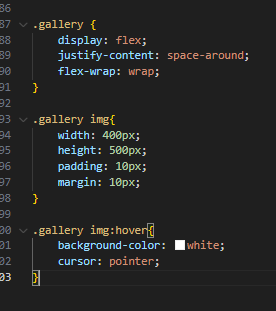 86
87 .gallery {
88     display: flex;
89     justify-content: space-around;
90     flex-wrap: wrap;
91 }
92
93 .gallery img{
94     width: 400px;
95     height: 500px;
96     padding: 10px;
97     margin: 10px;
98 }
99
00 .gallery img:hover{
01     background-color: white;
02     cursor: pointer;
03 }